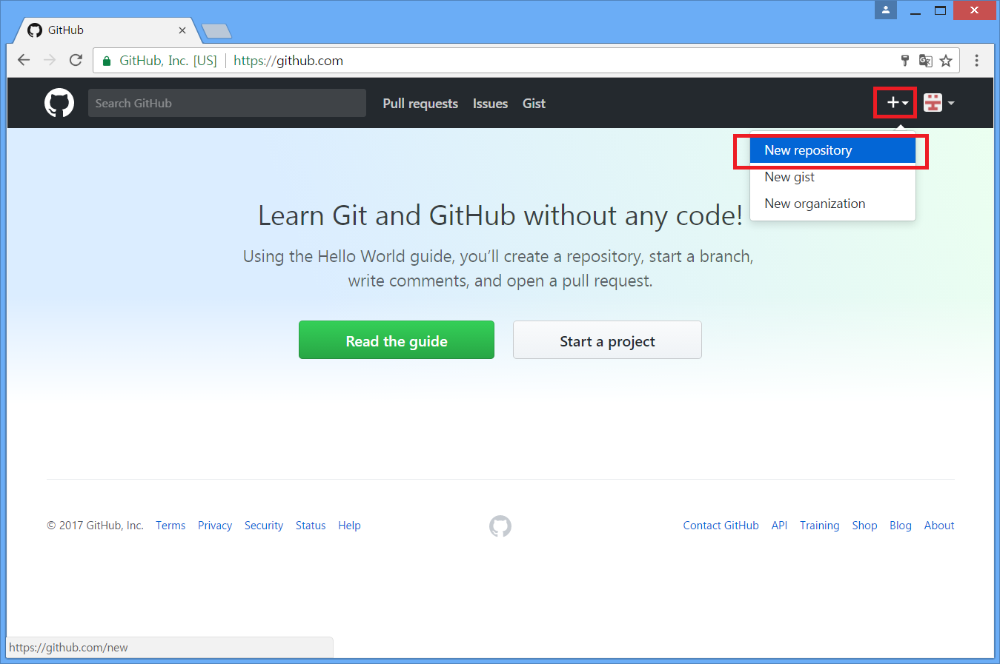 GitHub
GitHub, Inc. [US] https://github.com
Search GitHub Pull requests Issues Gist
New repository
New gist
New organization
Learn Git and GitHub without any code!
Using the Hello World guide, you’ll create a repository, start a branch,
write comments, and open a pull request.
Read the guide Start a project
© 2017 GitHub, Inc. Terms Privacy Security Status Help Contact GitHub API Training Shop Blog About
https://github.com/new